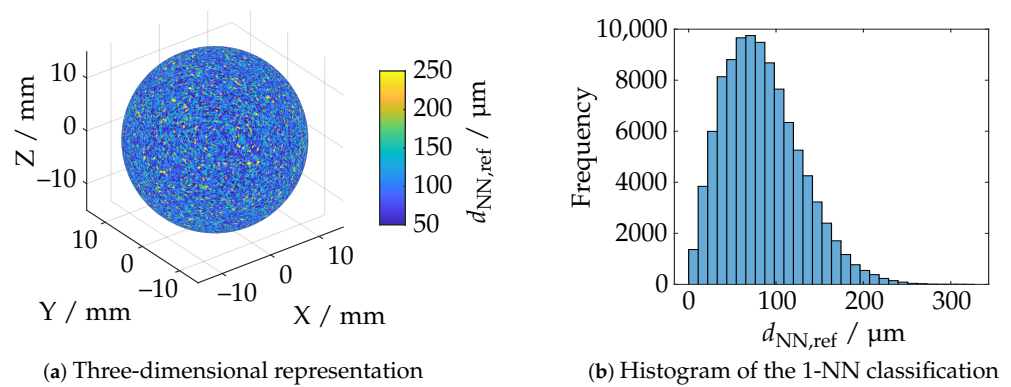 10
0
−10
Z / mm
10
0
−10
Y / mm
−10
0
10
X / mm
250
200
150
100
50
d_NN,ref / µm
(a) Three-dimensional representation
10,000
8000
6000
4000
2000
0
Frequency
0 100 200 300
d_NN,ref / µm
(b) Histogram of the 1-NN classification